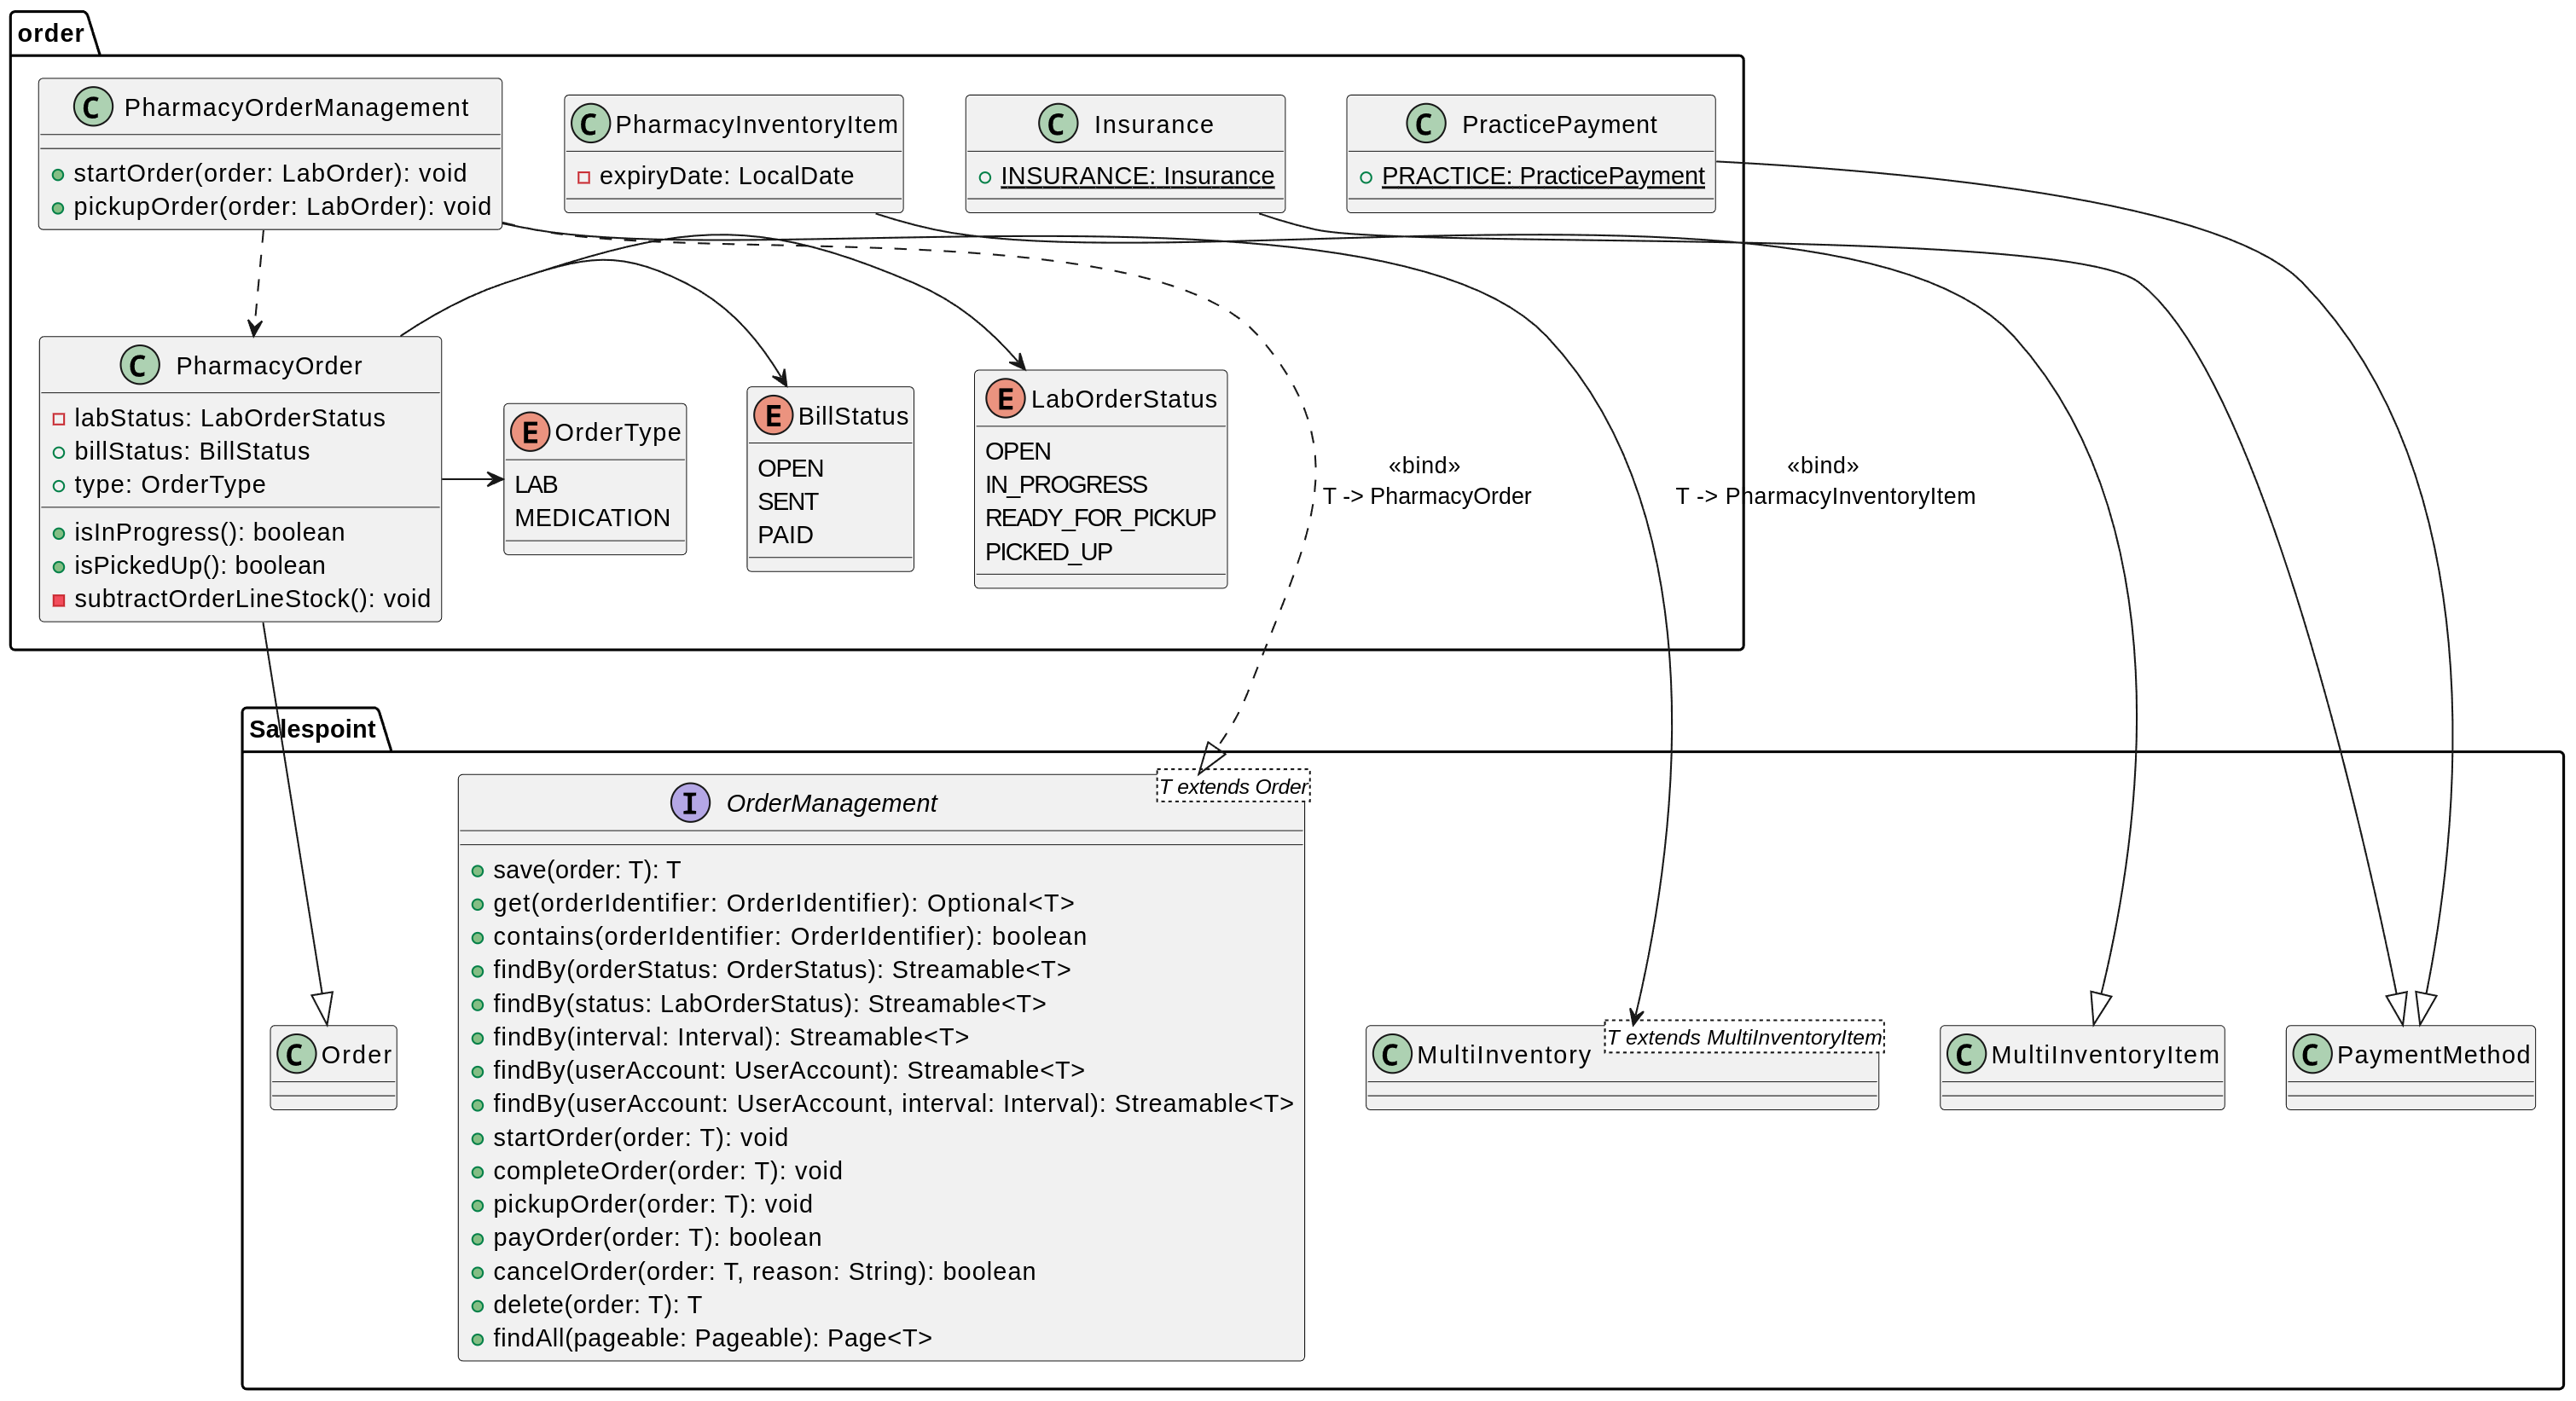 order
C PharmacyOrderManagement
startOrder(order: LabOrder): void
pickupOrder(order: LabOrder): void
C PharmacyInventoryItem
expiryDate: LocalDate
C Insurance
INSURANCE: Insurance
C PracticePayment
PRACTICE: PracticePayment
C PharmacyOrder
labStatus: LabOrderStatus
billStatus: BillStatus
type: OrderType
isInProgress(): boolean
isPickedUp(): boolean
subtractOrderLineStock(): void
E OrderType
LAB
MEDICATION
E BillStatus
OPEN
SENT
PAID
E LabOrderStatus
OPEN
IN_PROGRESS
READY_FOR_PICKUP
PICKED_UP
«bind»
T -> PharmacyOrder
«bind»
T -> PharmacyInventoryItem
Salespoint
C Order
I OrderManagement
T extends Order
save(order: T): T
get(orderIdentifier: OrderIdentifier): Optional<T>
contains(orderIdentifier: OrderIdentifier): boolean
findBy(orderStatus: OrderStatus): Streamable<T>
findBy(status: LabOrderStatus): Streamable<T>
findBy(interval: Interval): Streamable<T>
findBy(userAccount: UserAccount): Streamable<T>
findBy(userAccount: UserAccount, interval: Interval): Streamable<T>
startOrder(order: T): void
completeOrder(order: T): void
pickupOrder(order: T): void
payOrder(order: T): boolean
cancelOrder(order: T, reason: String): boolean
delete(order: T): T
findAll(pageable: Pageable): Page<T>
C MultiInventory
T extends MultiInventoryItem
C MultiInventoryItem
C PaymentMethod